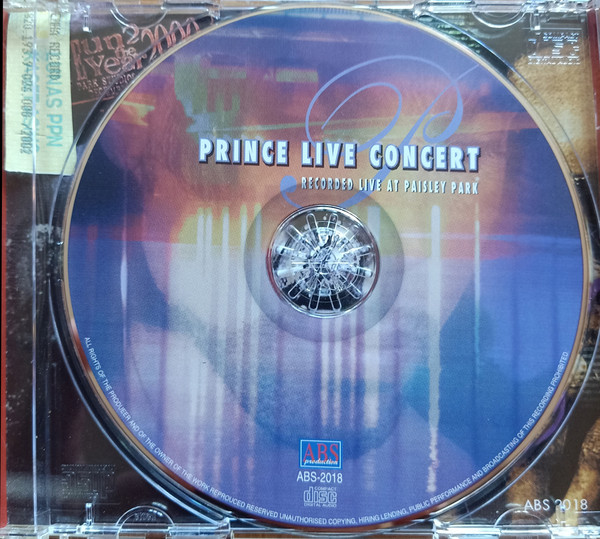 PRINCE LIVE CONCERT
RECORDED LIVE AT PAISLEY PARK
ABS
production
ABS-2018
COMPACT
disc
DIGITAL AUDIO
ALL RIGHTS OF THE PRODUCER AND OF THE OWNER OF THE WORK REPROUCED RESERVED UNAUTHORISED COPYING, HIRING LENDING, PUBLIC PERFORMANCE AND BROADCASTING OF THIS RECORDING PROHIBITED
ABS 2018